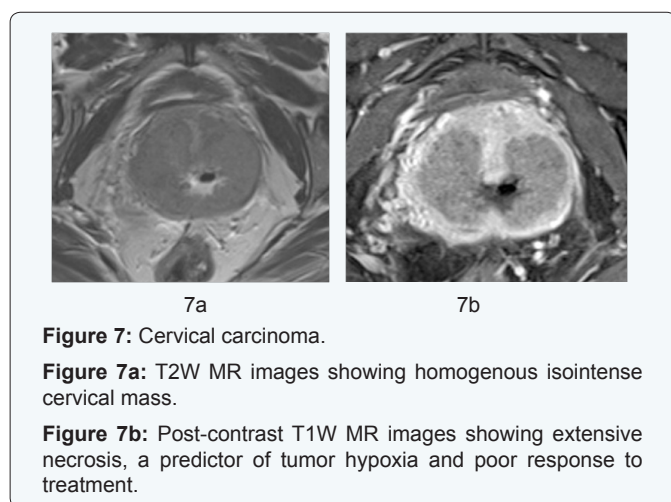 7a
7b
Figure 7: Cervical carcinoma.
Figure 7a: T2W MR images showing homogenous isointense
cervical mass.
Figure 7b: Post-contrast T1W MR images showing extensive
necrosis, a predictor of tumor hypoxia and poor response to
treatment.